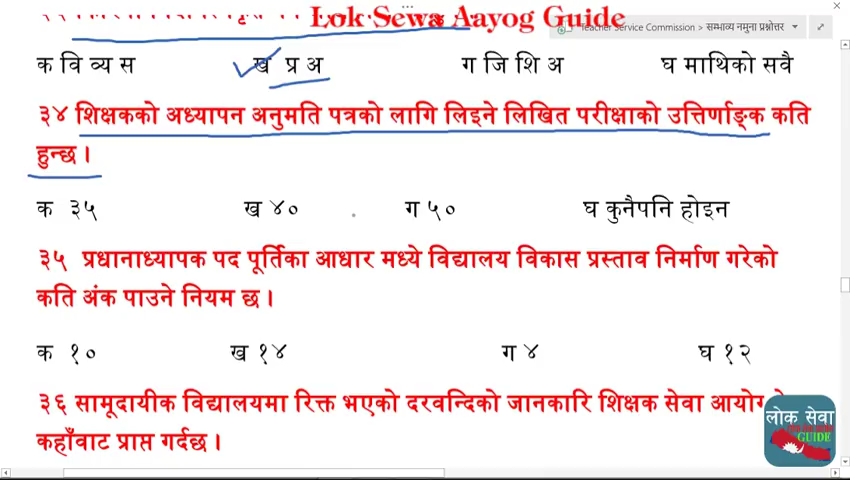 Lok Sewa Aayog Guide
Teacher Service Commission > सम्भाव्य नमुना प्रश्नोत्तर
क वि व्य स ख प्र अ ग जि शि अ घ माथिको सवै
३४ शिक्षकको अध्यापन अनुमति पत्रको लागि लिइने लिखित परीक्षाको उत्तिर्णाङ्क कति
हुन्छ ।
क ३५ ख ४० ग ५० घ कुनैपनि होइन
३५ प्रधानाध्यापक पद पूर्तिका आधार मध्ये विद्यालय विकास प्रस्ताव निर्माण गरेको
कति अंक पाउने नियम छ ।
क १० ख १४ ग ४ घ १२
३६ सामूदायीक विद्यालयमा रिक्त भएको दरवन्दिको जानकारि शिक्षक सेवा आयोग
कहाँवाट प्राप्त गर्दछ ।
लोक सेवा
GUIDE